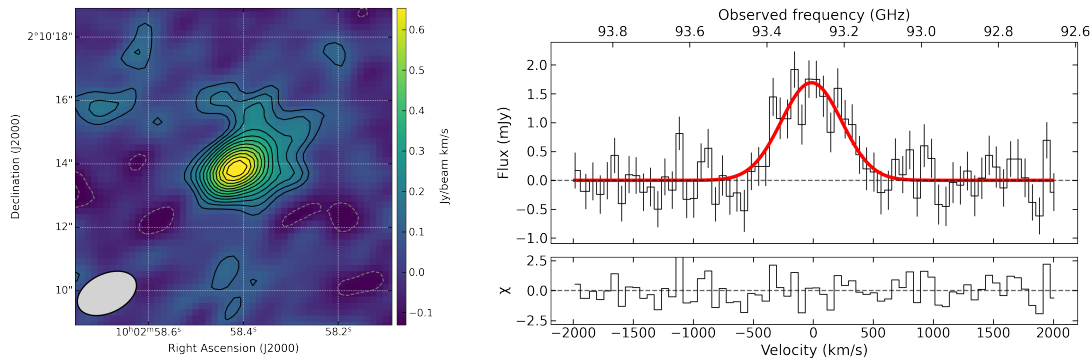 2°10'18"
16"
14"
12"
10"
Declination (J2000)
10ʰ02ᵐ58.6ˢ
58.4ˢ
58.2ˢ
Right Ascension (J2000)
0.6
0.5
0.4
0.3
0.2
0.1
0.0
−0.1
Jy/beam km/s
Observed frequency (GHz)
93.8 93.6 93.4 93.2 93.0 92.8 92.6
2.0
1.5
1.0
0.5
0.0
−0.5
−1.0
Flux (mJy)
2.5
0.0
−2.5
χ
−2000 −1500 −1000 −500 0 500 1000 1500 2000
Velocity (km/s)